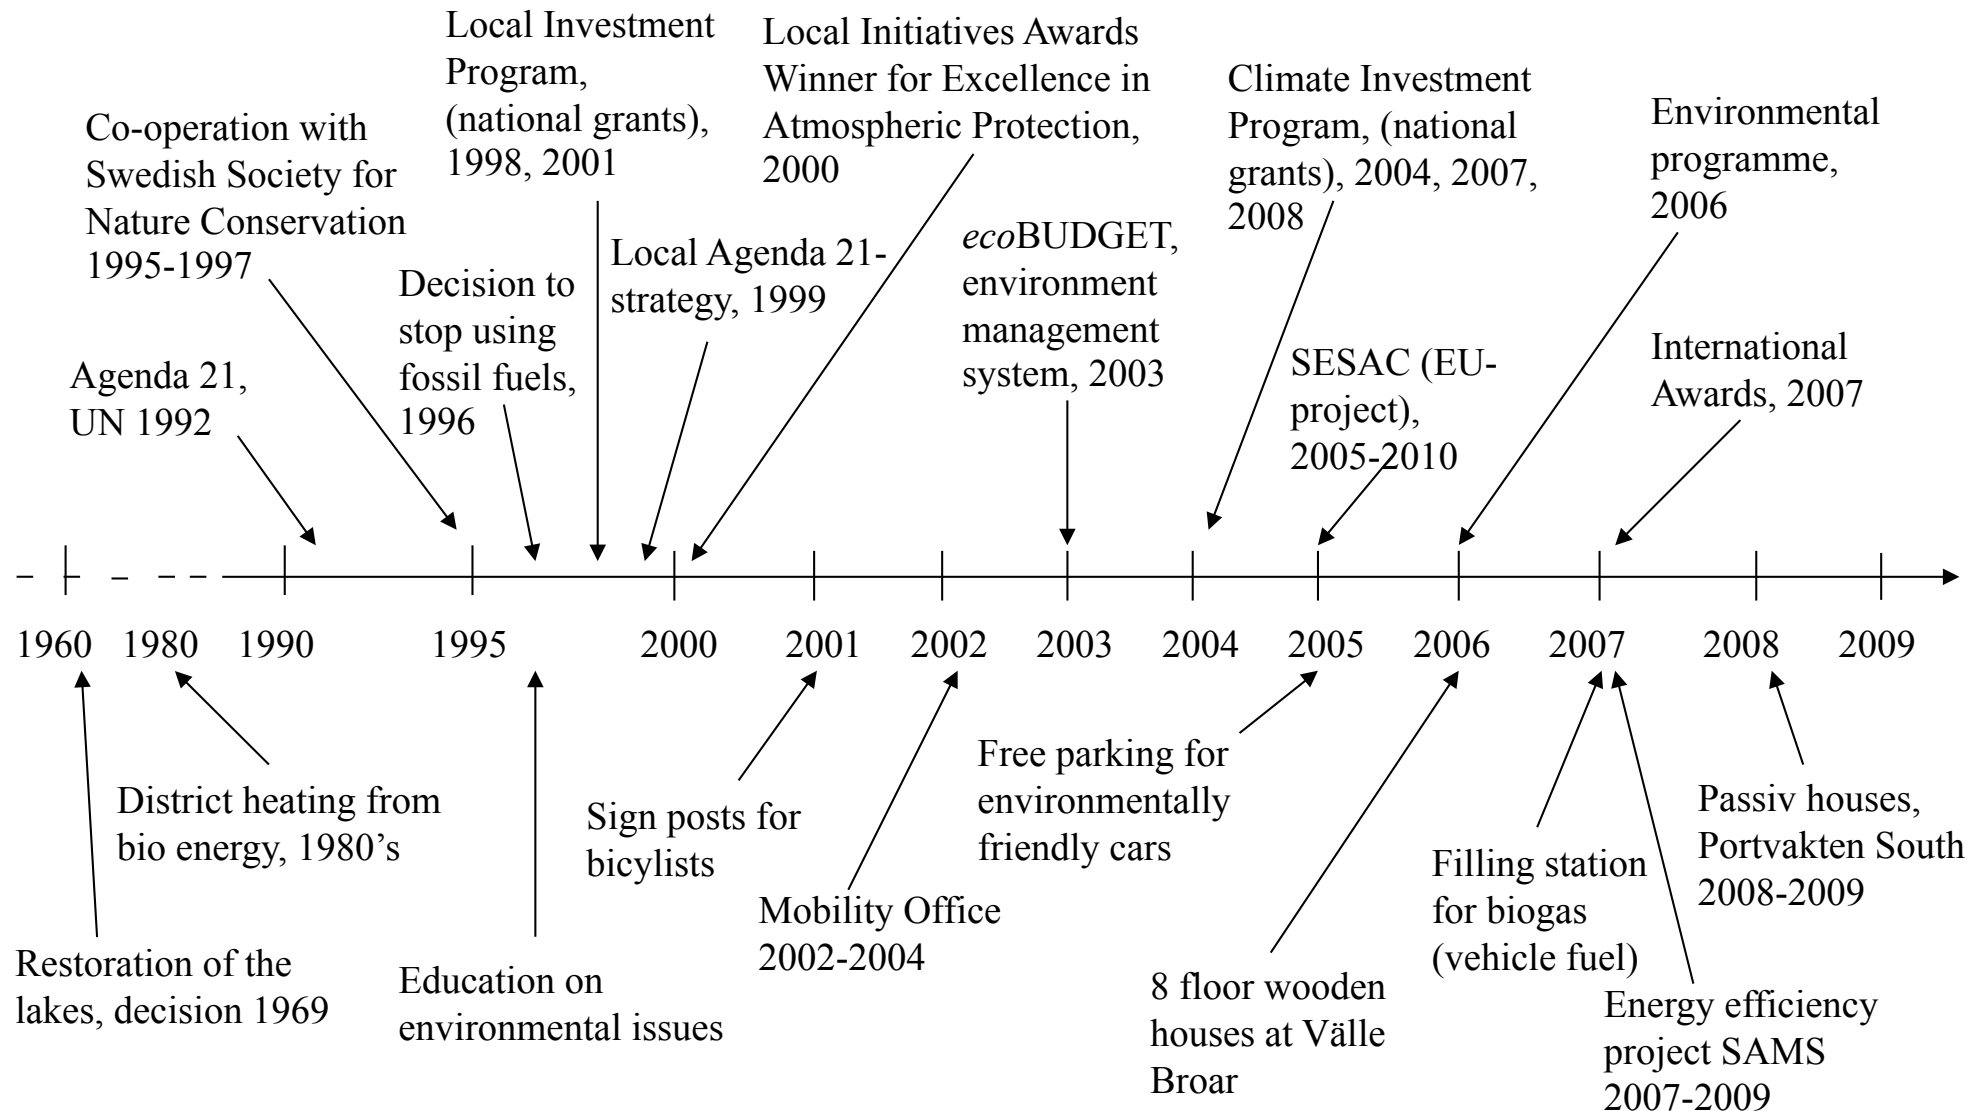 Local Investment
Program,
(national grants),
1998, 2001
Local Initiatives Awards
Winner for Excellence in
Atmospheric Protection,
2000
Climate Investment
Program, (national
grants), 2004, 2007,
2008
Environmental
programme,
2006
Co-operation with
Swedish Society for
Nature Conservation
1995-1997
Decision to
stop using
fossil fuels,
1996
Local Agenda 21-
strategy, 1999
ecoBUDGET,
environment
management
system, 2003
SESAC (EU-
project),
2005-2010
International
Awards, 2007
Agenda 21,
UN 1992
1960 1980 1990 1995 2000 2001 2002 2003 2004 2005 2006 2007 2008 2009
District heating from
bio energy, 1980’s
Sign posts for
bicylists
Free parking for
environmentally
friendly cars
Passiv houses,
Portvakten South
2008-2009
Filling station
for biogas
(vehicle fuel)
Mobility Office
2002-2004
Restoration of the
lakes, decision 1969
Education on
environmental issues
8 floor wooden
houses at Välle
Broar
Energy efficiency
project SAMS
2007-2009